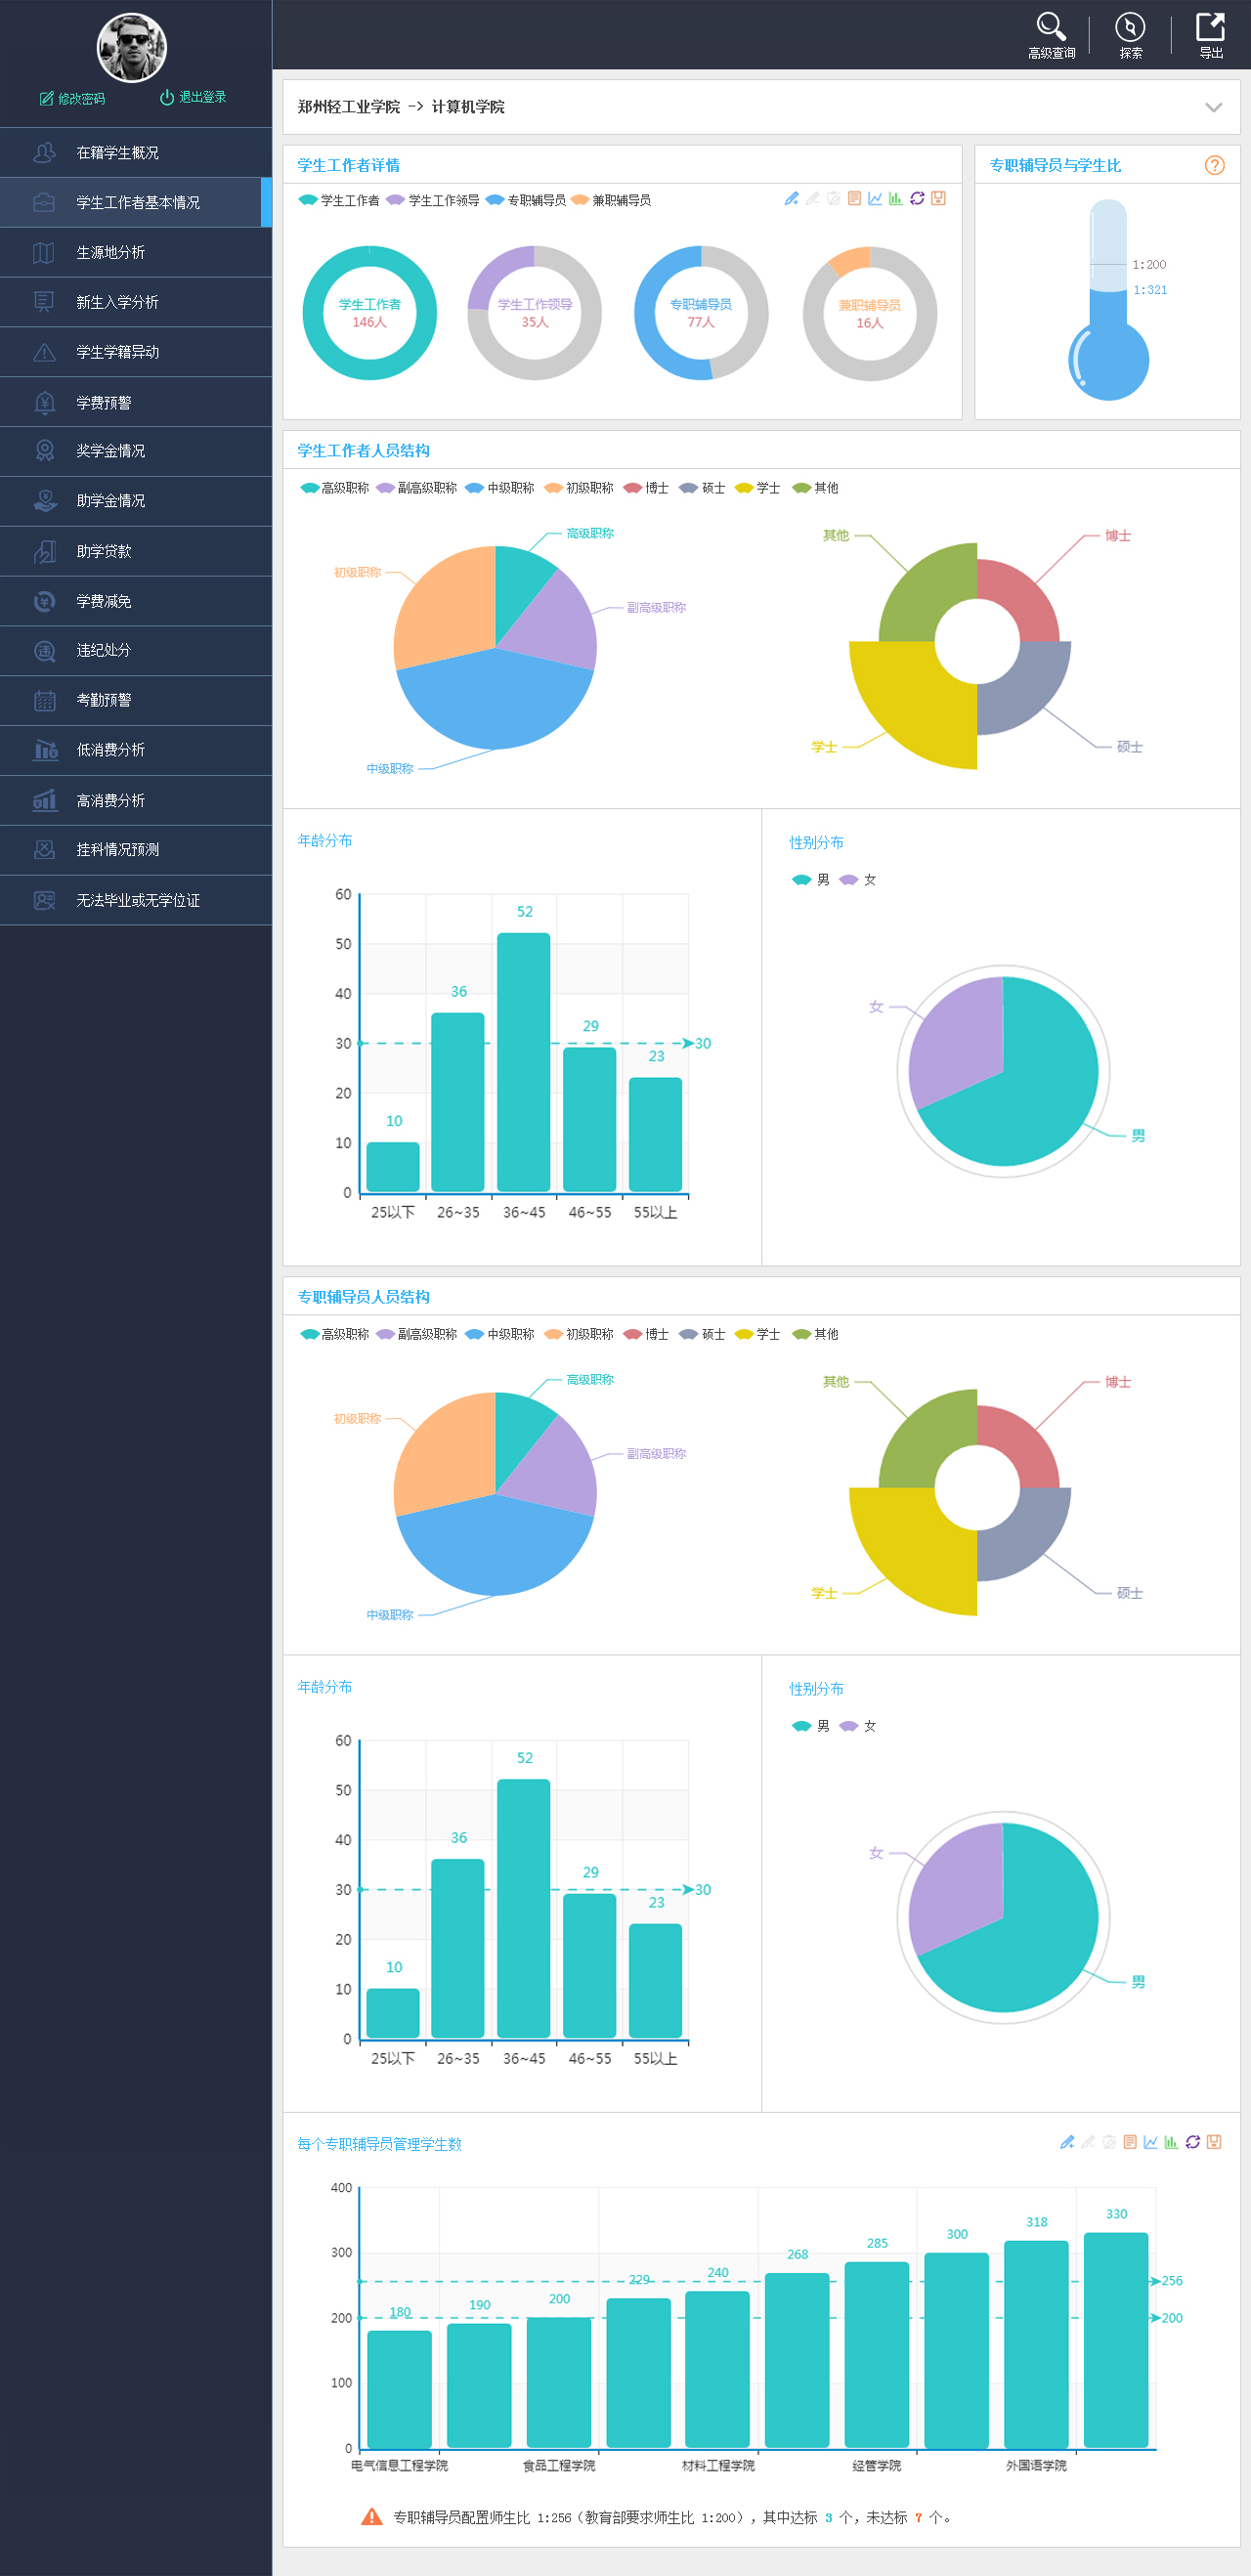 高级查询 探索 导出
修改密码 退出登录
在籍学生概况
学生工作者基本情况
生源地分析
新生入学分析
学生学籍异动
学费预警
奖学金情况
助学金情况
助学贷款
学费减免
违纪处分
考勤预警
低消费分析
高消费分析
挂科情况预测
无法毕业或无学位证
郑州轻工业学院 -> 计算机学院
学生工作者详情
学生工作者 学生工作领导 专职辅导员 兼职辅导员
学生工作者
146人
学生工作领导
35人
专职辅导员
77人
兼职辅导员
16人
专职辅导员与学生比
1:200
1:321
学生工作者人员结构
高级职称 副高级职称 中级职称 初级职称 博士 硕士 学士 其他
高级职称
初级职称
副高级职称
中级职称
其他
博士
学士
硕士
年龄分布
60
50
40
30
20
10
0
10
36
52
29
23
30
25以下 26~35 36~45 46~55 55以上
性别分布
男 女
女
男
专职辅导员人员结构
高级职称 副高级职称 中级职称 初级职称 博士 硕士 学士 其他
高级职称
初级职称
副高级职称
中级职称
其他
博士
学士
硕士
年龄分布
60
50
40
30
20
10
0
10
36
52
29
23
30
25以下 26~35 36~45 46~55 55以上
性别分布
男 女
女
男
每个专职辅导员管理学生数
400
300
200
100
0
180
190
200
229
240
268
285
300
318
330
256
200
电气信息工程学院 食品工程学院 材料工程学院 经管学院 外国语学院
专职辅导员配置师生比 1:256（教育部要求师生比 1:200），其中达标 3 个，未达标 7 个。